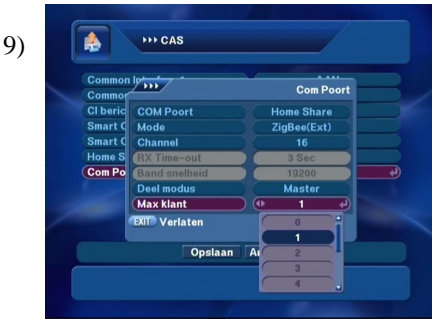 9)
CAS
Common
Common
Com Poort
CI beric
COM Poort Home Share
Mode ZigBee(Ext)
Smart C
Channel 16
Smart C
RX Time-out 3 Sec
Home S
Band snelheid 19200
Com Po
Deel modus Master
Max klant 1
EXIT Verlaten
0
1
Opslaan
2
3
4